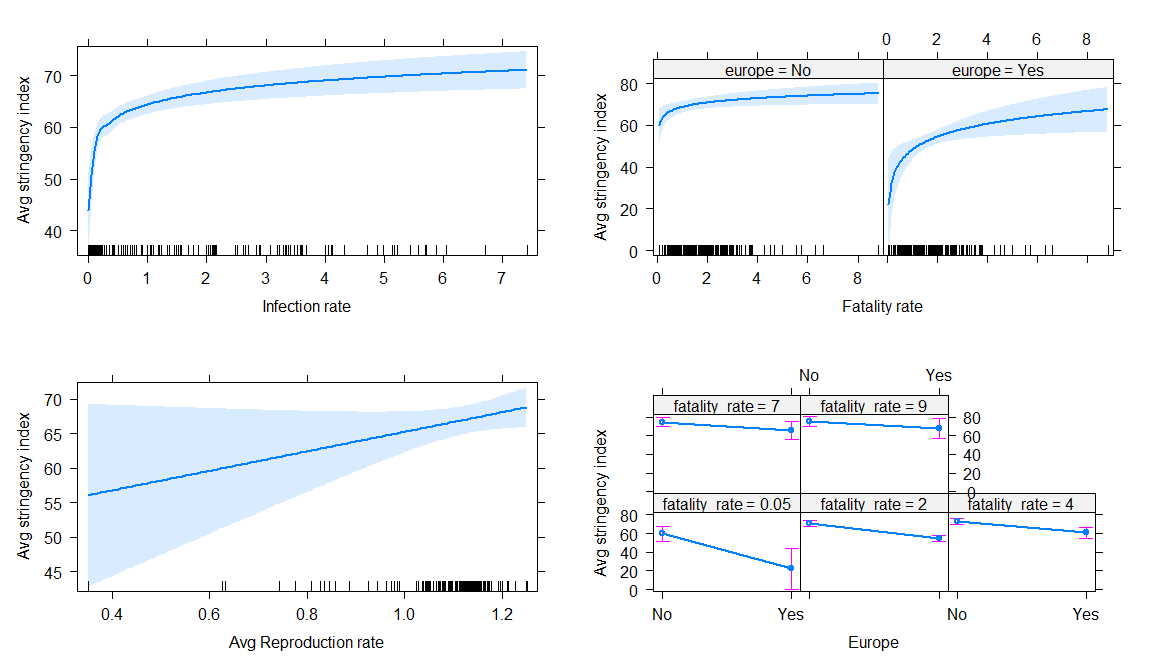 Avg stringency index
70
60
50
40
0 1 2 3 4 5 6 7
Infection rate
0 2 4 6 8
europe = No europe = Yes
Avg stringency index
80
60
40
20
0
0 2 4 6 8
Fatality rate
Avg stringency index
70
65
60
55
50
45
0.4 0.6 0.8 1.0 1.2
Avg Reproduction rate
No Yes
fatality_rate = 7 fatality_rate = 9
80
60
40
20
0
fatality_rate = 0.05 fatality_rate = 2 fatality_rate = 4
Avg stringency index
80
60
40
20
0
No Yes No Yes
Europe